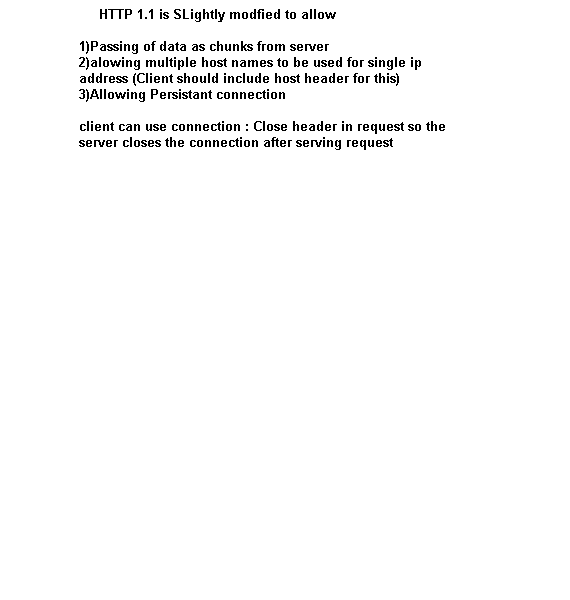 HTTP 1.1 is SLightly modfied to allow
1)Passing of data as chunks from server
2)alowing multiple host names to be used for single ip
address (Client should include host header for this)
3)Allowing Persistant connection
client can use connection : Close header in request so the
server closes the connection after serving request